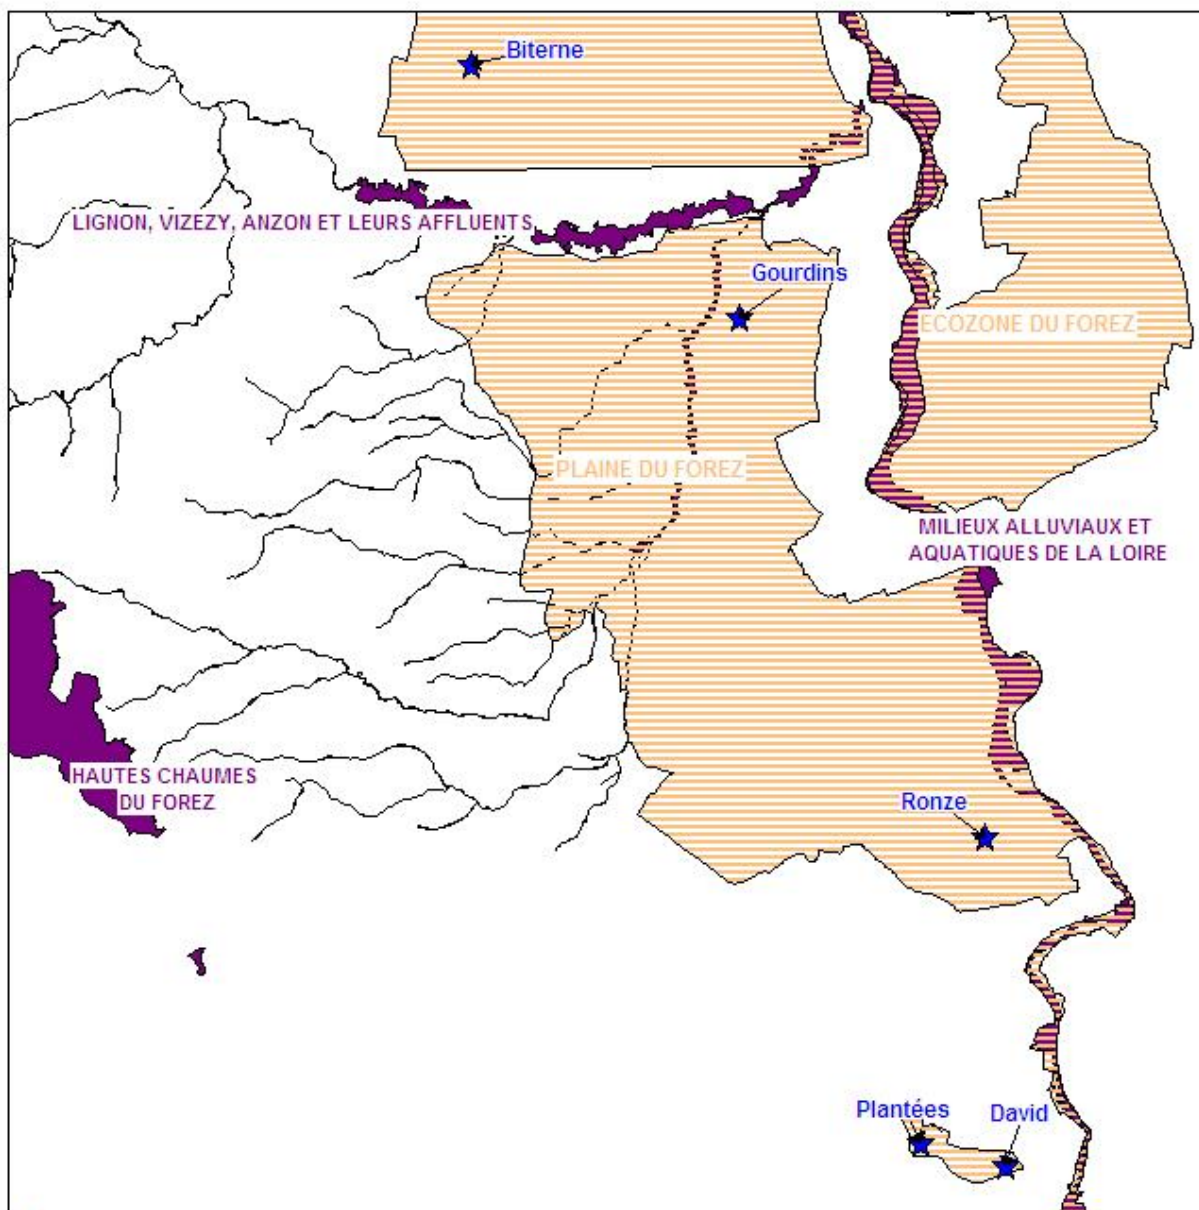 Biterne
LIGNON, VIZEZY, ANZON ET LEURS AFFLUENTS
Gourdins
ECOZONE DU FOREZ
PLAINE DU FOREZ
MILIEUX ALLUVIAUX ET
AQUATIQUES DE LA LOIRE
HAUTES CHAUMES
DU FOREZ
Ronze
Plantées
David